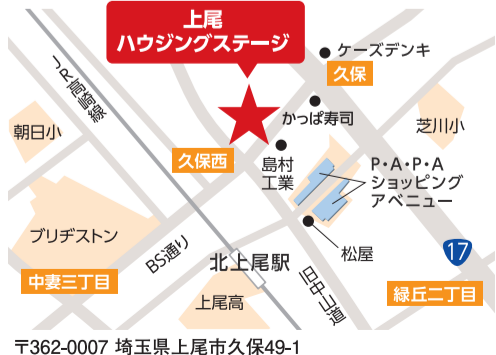 上尾
ハウジングステージ
ケーズデンキ
久保
JR高崎線
かっぱ寿司
朝日小
芝川小
久保西
島村
工業
P・A・P・A
ショッピング
アベニュー
ブリヂストン
BS通り
松屋
17
北上尾駅
中妻三丁目
旧中山道
緑丘二丁目
上尾高
〒362-0007 埼玉県上尾市久保49-1